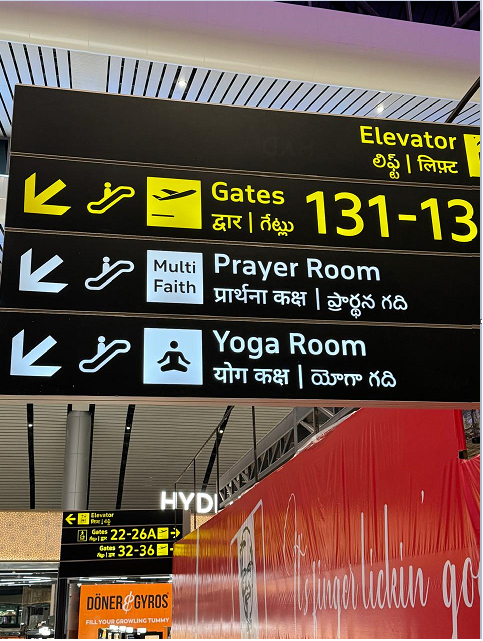 Elevator
లిఫ్ట్ | लिफ़्ट
Gates 131-13
द्वार | గేట్లు
Multi Faith
Prayer Room
प्रार्थना कक्ष | ప్రార్థన గది
Yoga Room
योग कक्ष | యోగా గది
HYD
Elevator
Gates 22-26A
Gates 32-36
DÖNER & GYROS
FILL YOUR GROWLING TUMMY
It's finger lickin' go